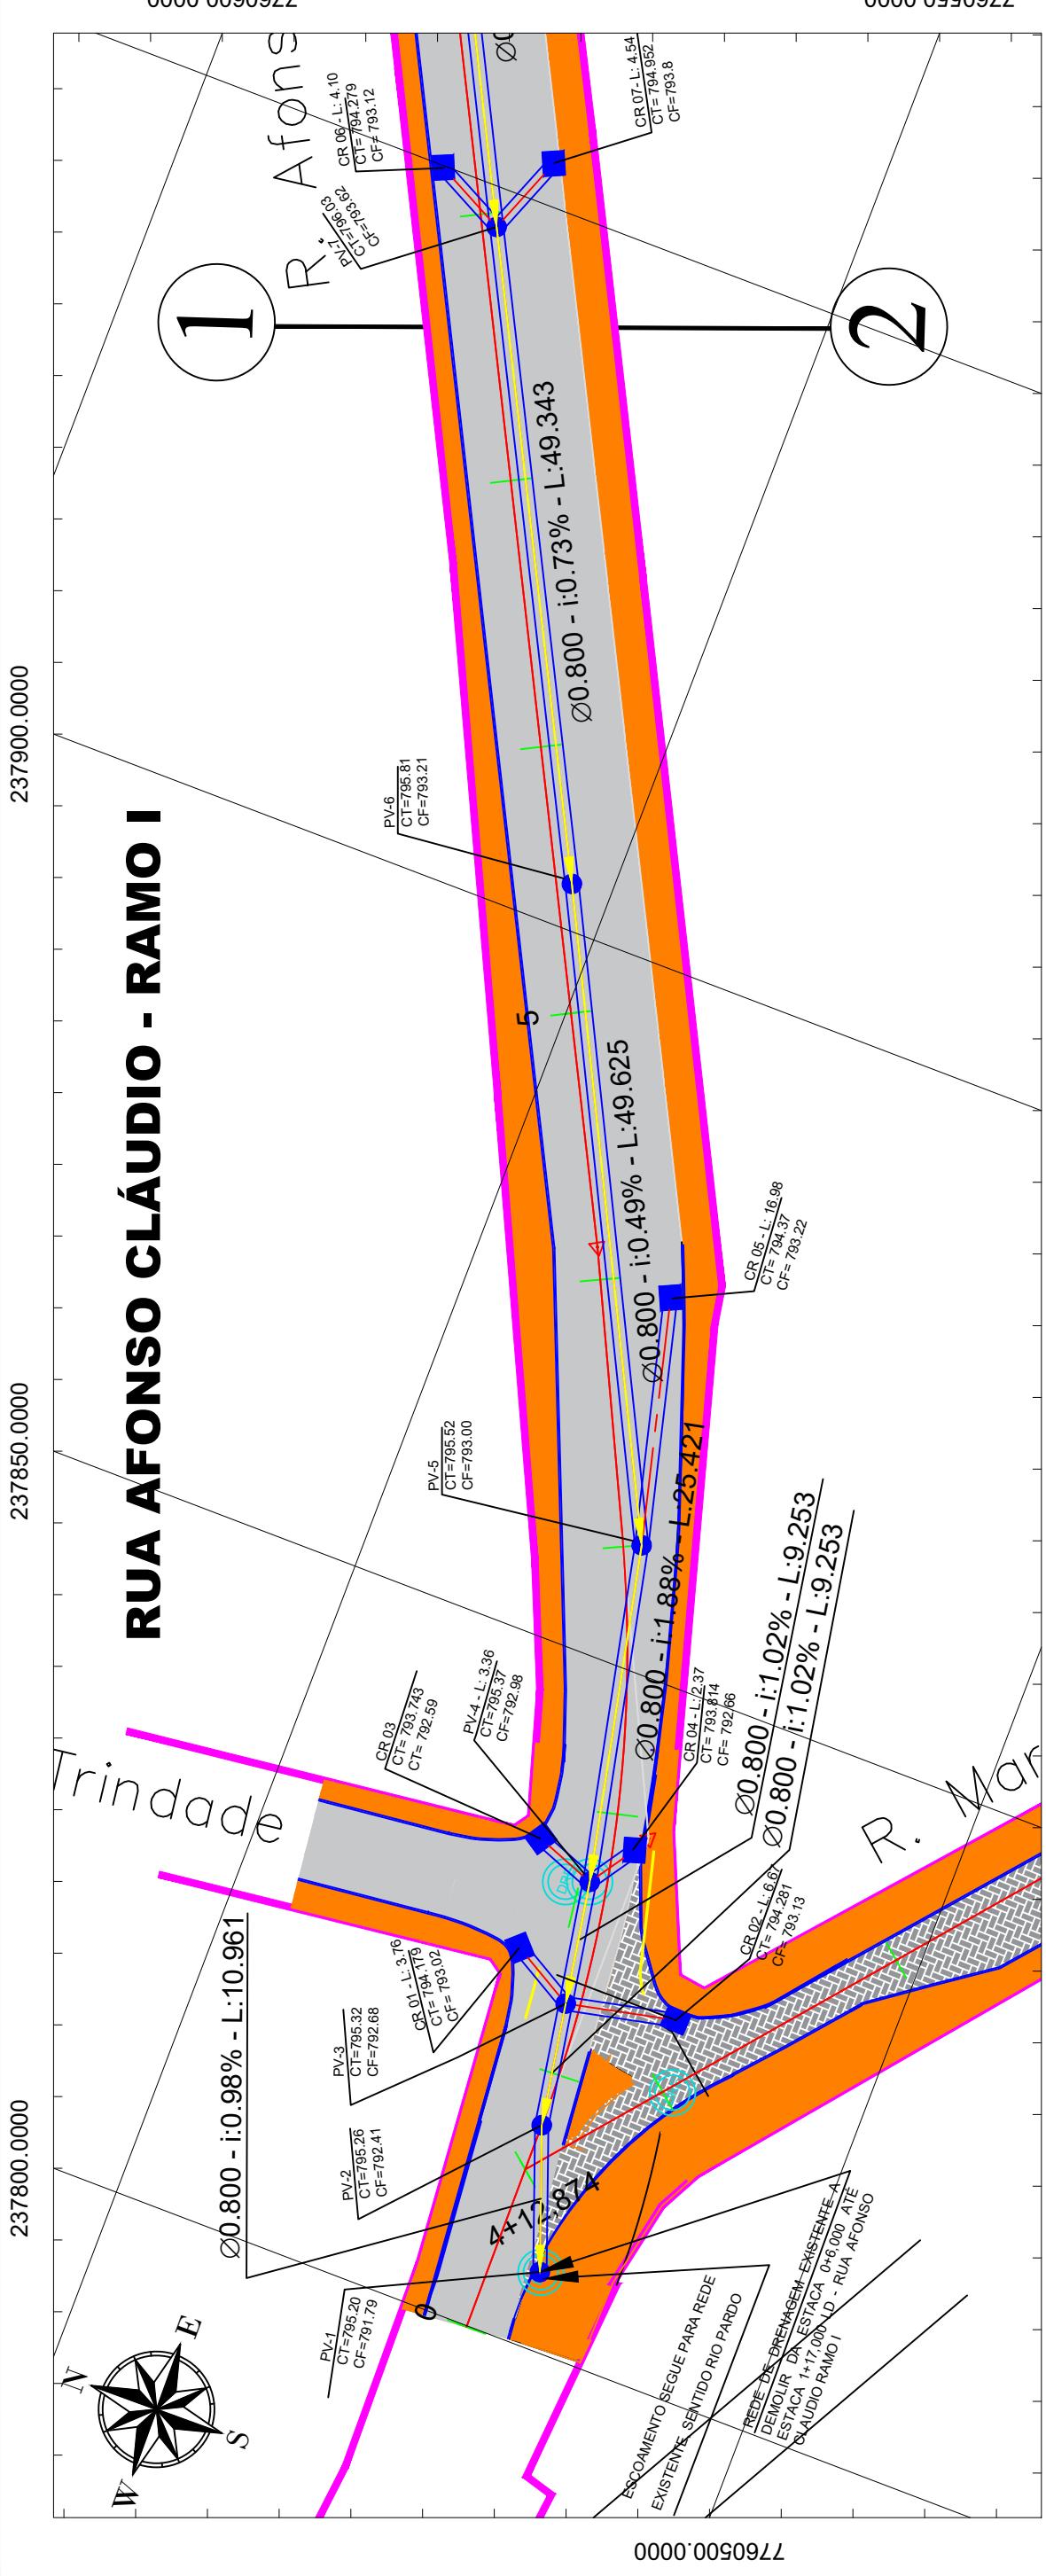 RUA AFONSO CLÁUDIO - RAMO I
7760600.0000
7760550.0000
7760500.0000
237900.0000
237850.0000
237800.0000
R. Afons
1
2
CR 06 - L: 4.10
CT= 794.279
CF= 793.12
CR 07- L: 4.54
CT= 794.952
CF=793.8
PV-7
CT=796.03
CF=793.62
Ø0
Ø0.800 - i:0.73% - L:49.343
PV-6
CT=795.81
CF=793.21
5
Ø0.800 - i:0.49% - L:49.625
CR 05 - L: 16.98
CT= 794.37
CF= 793.22
PV-5
CT=795.52
CF=793.00
Ø0.800 - i:1.88% - L:25.421
PV-4 - L: 3.36
CT=795.37
CF=792.98
CR 03
CT= 793.743
CT= 792.59
CR 04 - L: 2.37
CT= 793.814
CF= 792.66
Ø0.800 - i:1.02% - L:9.253
Ø0.800 - i:1.02% - L:9.253
Trindade
R. Mar
CR 02 - L: 6.67
CT= 794.281
CF= 793.13
CR 01 - L: 3.76
CT= 794.179
CF= 793.02
PV-3
CT=795.32
CF=792.68
Ø0.800 - i:0.98% - L:10.961
PV-2
CT=795.26
CF=792.41
4+12,874
0
PV-1
CT=795.20
CF=791.79
ESCOAMENTO SEGUE PARA REDE
EXISTENTE SENTIDO RIO PARDO
REDE DE DRENAGEM EXISTENTE A
DEMOLIR DA ESTACA 0+6,000 ATÉ
ESTACA 1+17,000 LD - RUA AFONSO
CLAUDIO RAMO I
N
E
S
W